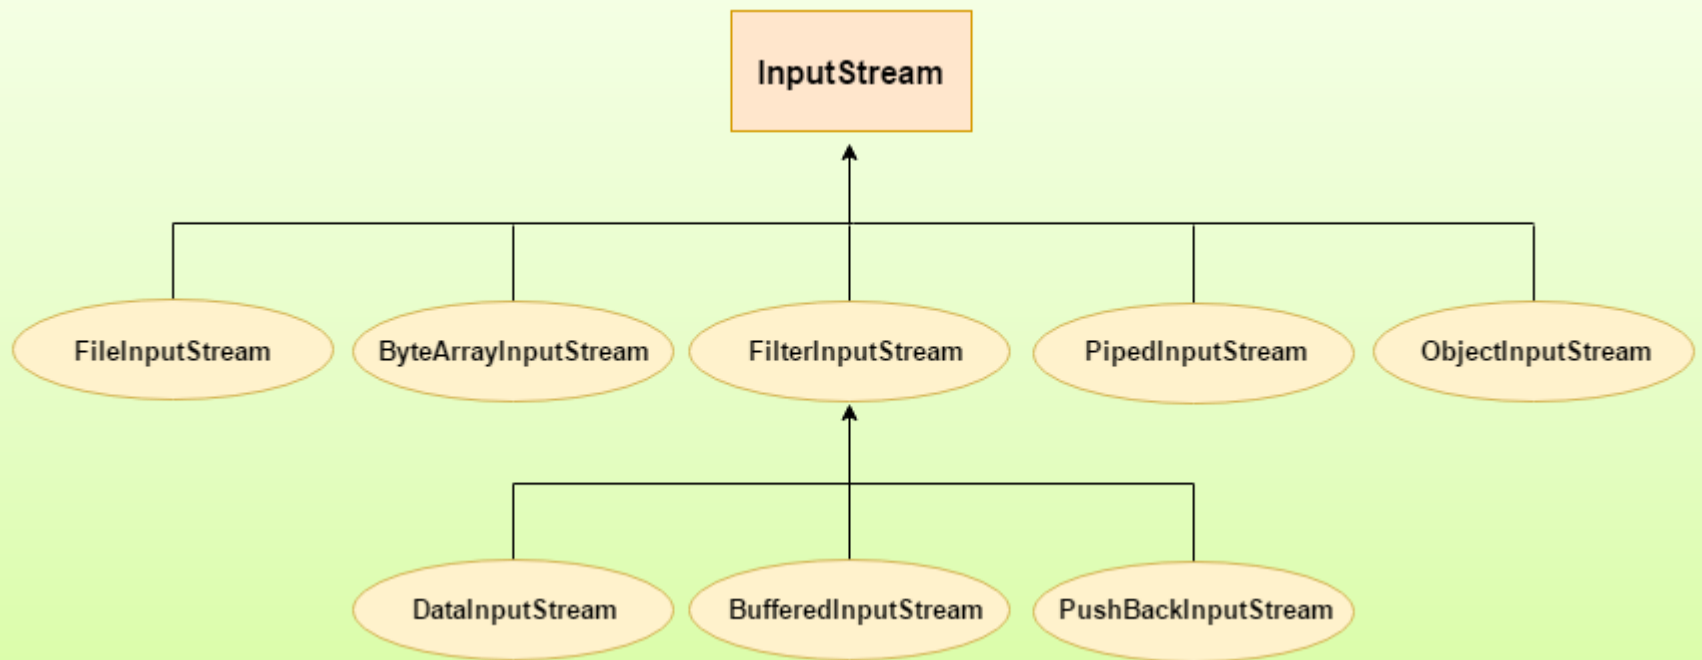 InputStream
FileInputStream
ByteArrayInputStream
FilterInputStream
PipedInputStream
ObjectInputStream
DataInputStream
BufferedInputStream
PushBackInputStream